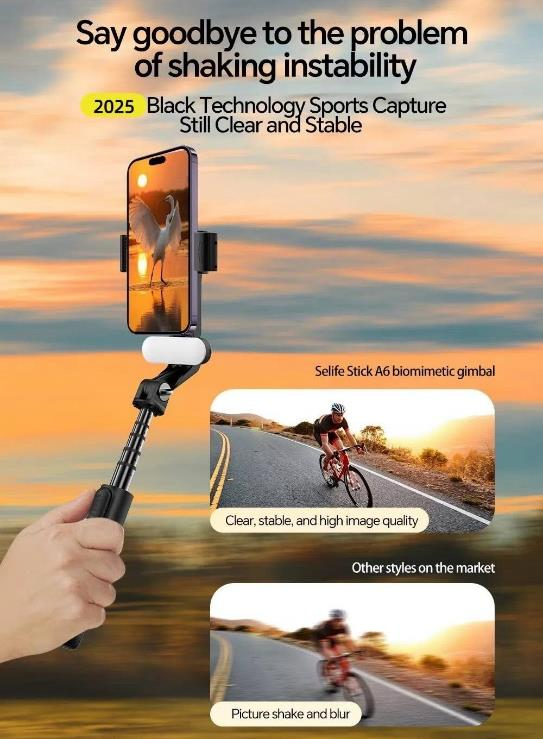 Say goodbye to the problem
of shaking instability
2025 Black Technology Sports Capture
Still Clear and Stable
Selife Stick A6 biomimetic gimbal
Clear, stable, and high image quality
Other styles on the market
Picture shake and blur